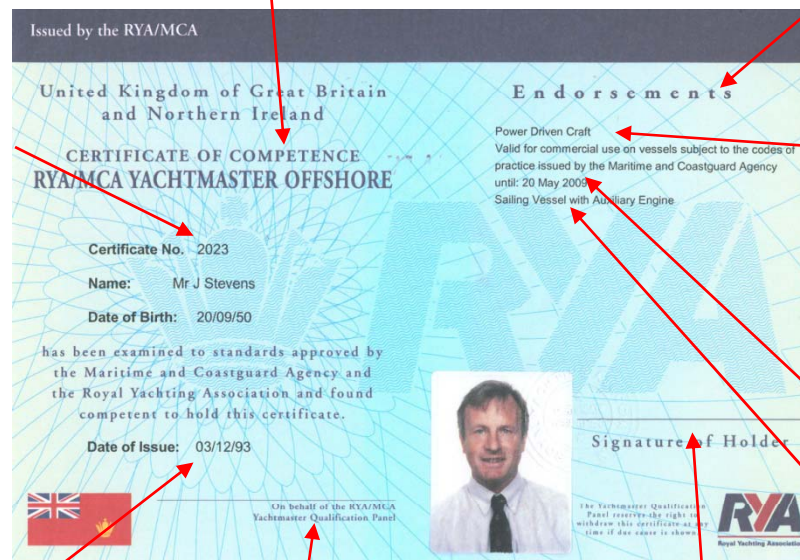 Issued by the RYA/MCA
United Kingdom of Great Britain
and Northern Ireland
CERTIFICATE OF COMPETENCE
RYA/MCA YACHTMASTER OFFSHORE
Certificate No. 2023
Name: Mr J Stevens
Date of Birth: 20/09/50
has been examined to standards approved by
the Maritime and Coastguard Agency and
the Royal Yachting Association and found
competent to hold this certificate.
Date of Issue: 03/12/93
On behalf of the RYA/MCA
Yachtmaster Qualification Panel
Endorsements
Power Driven Craft
Valid for commercial use on vessels subject to the codes of
practice issued by the Maritime and Coastguard Agency
until: 20 May 2009
Sailing Vessel with Auxiliary Engine
RYA
Signature of Holder
The Yachtmaster Qualification
Panel reserves the right to
withdraw this certificate at any
time if due cause is shown
RYA
Royal Yachting Association